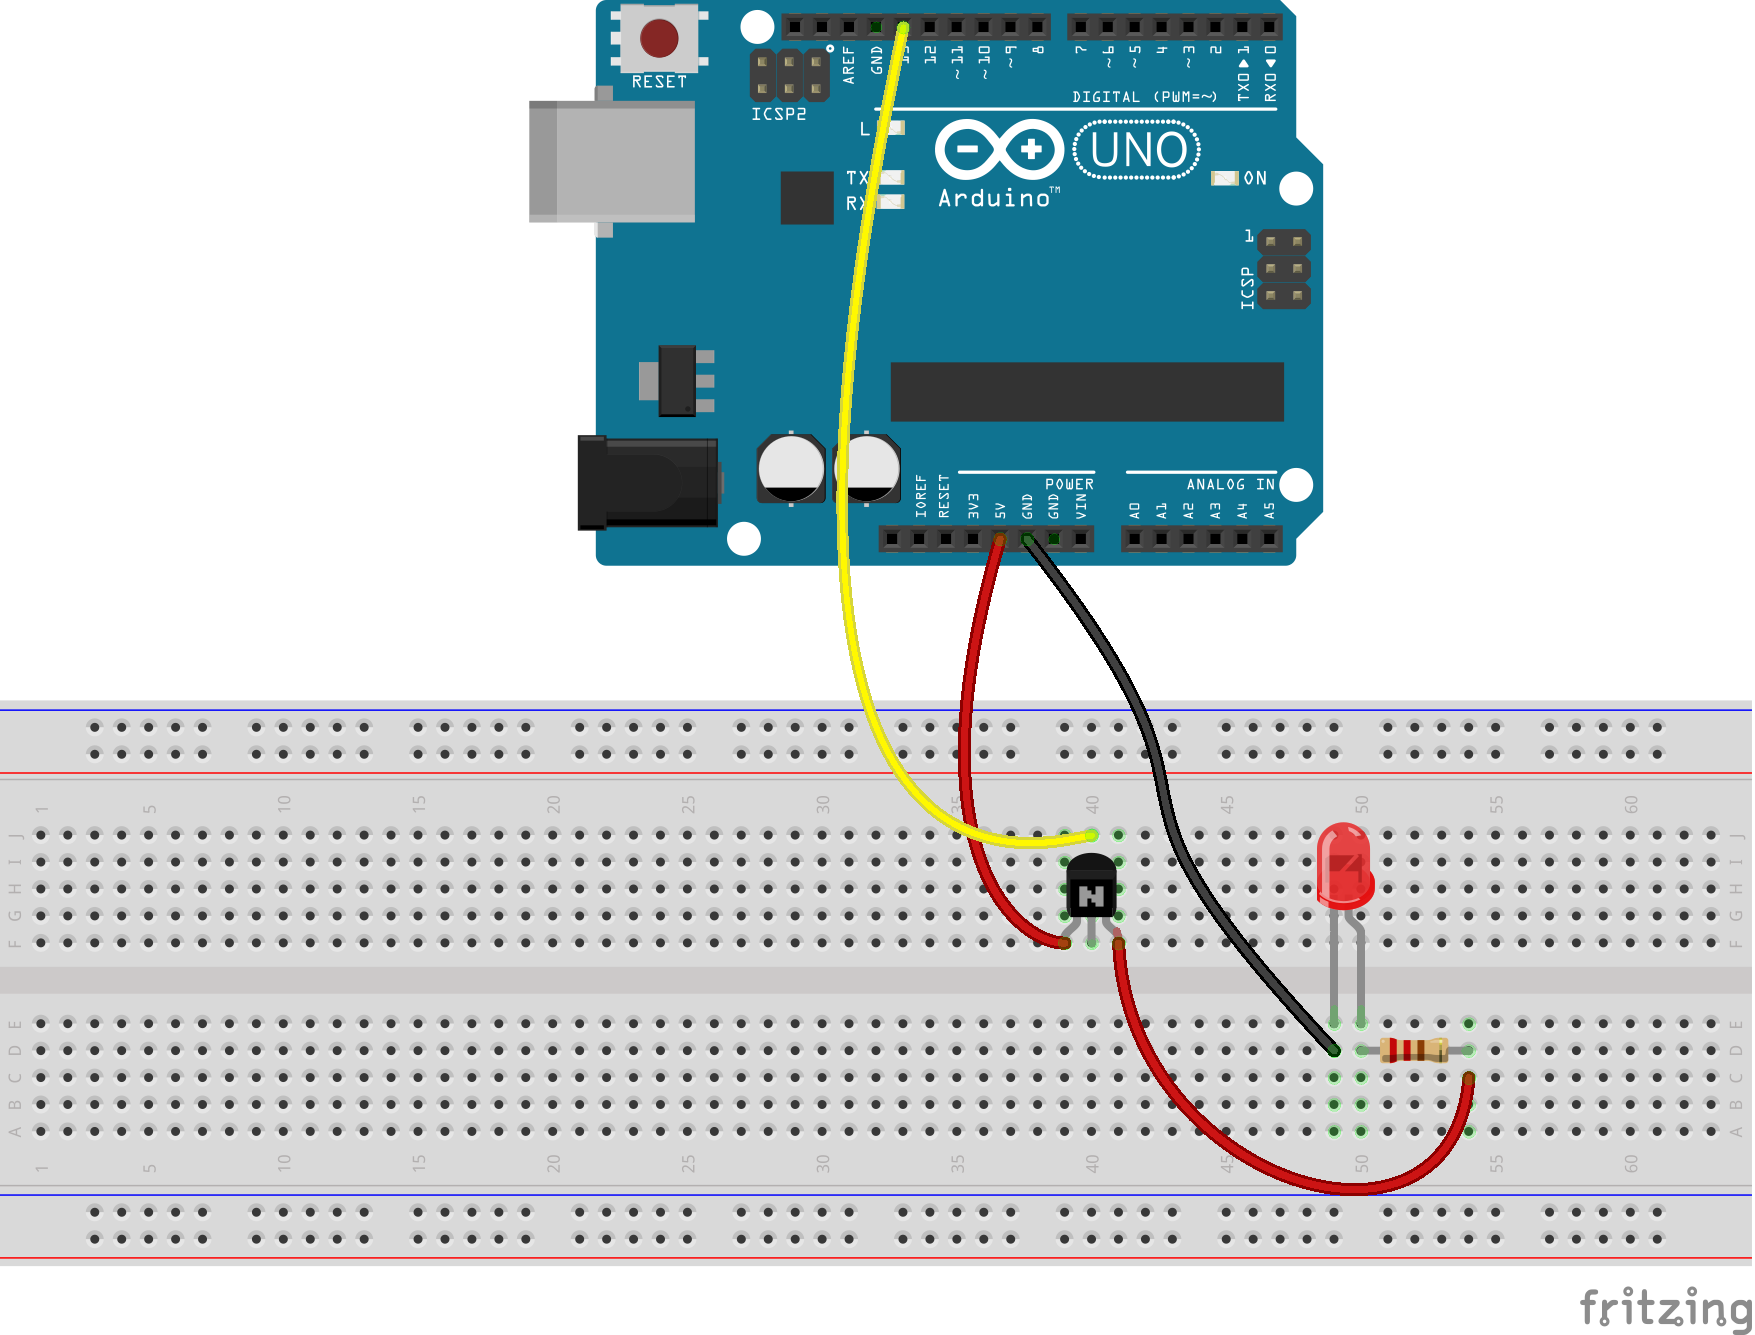 RESET
ICSP2
AREF
GND
13
12
~11
~10
~9
8
7
~6
~5
4
~3
2
TX0▶1
RX0◀0
DIGITAL (PWM=~)
L
TX
RX
UNO
Arduino™
ON
1
ICSP
POWER
ANALOG IN
IOREF
RESET
3V3
5V
GND
GND
VIN
A0
A1
A2
A3
A4
A5
1 5 10 15 20 25 30 35 40 45 50 55 60
J J
I I
H H
G G
F F
N
E E
D D
C C
B B
A A
1 5 10 15 20 25 30 35 40 45 50 55 60
fritzing